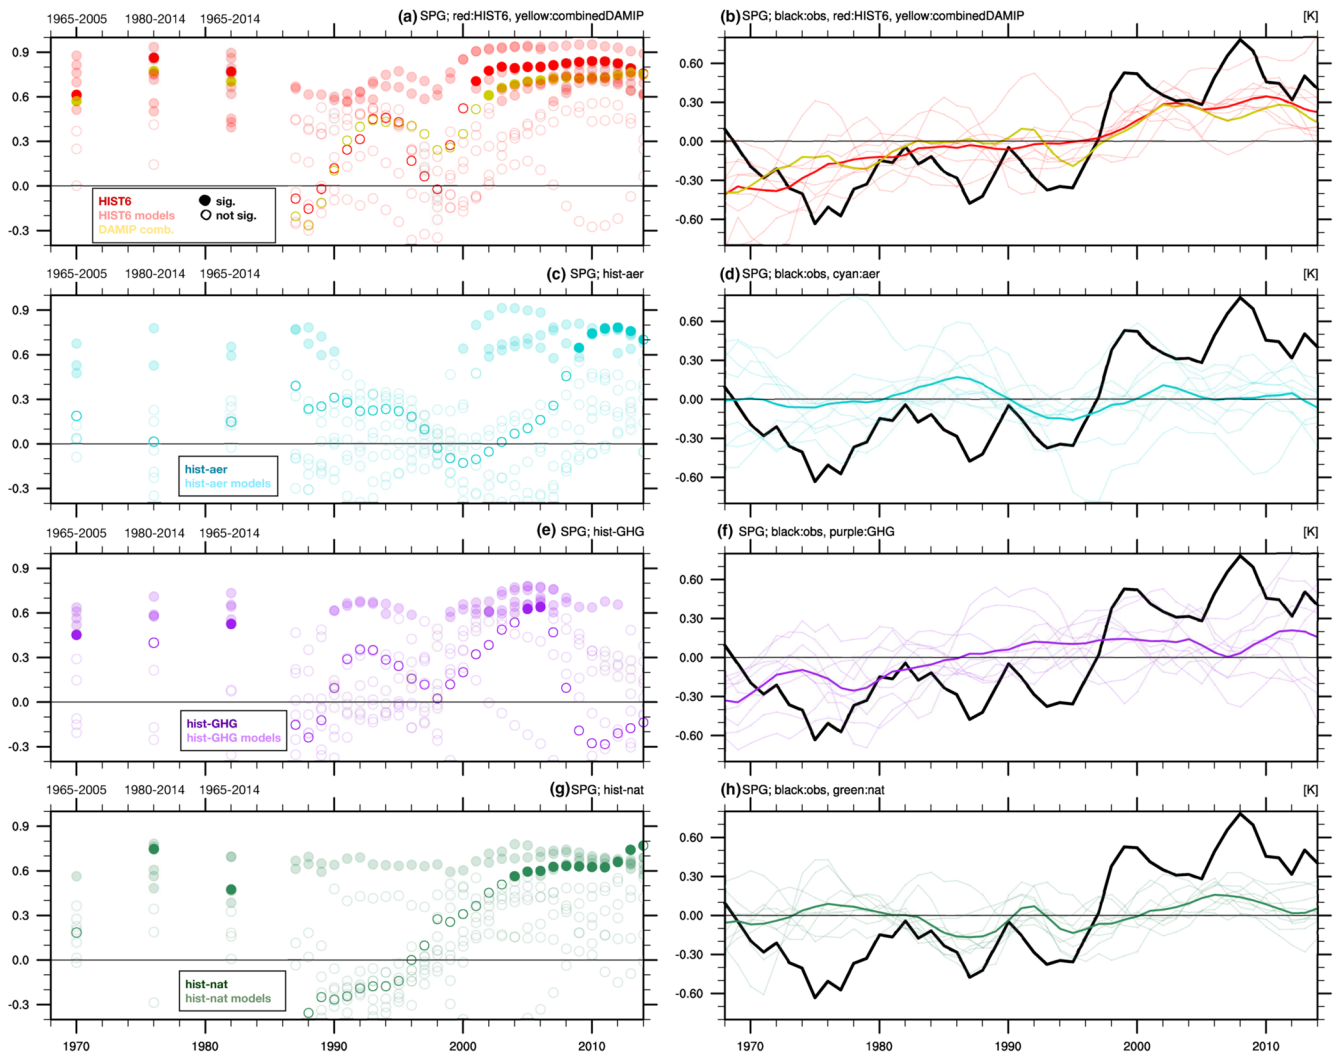 1965-2005 1980-2014 1965-2014 (a) SPG; red:HIST6, yellow:combinedDAMIP
(b) SPG; black:obs, red:HIST6, yellow:combinedDAMIP [K]
0.9
0.6
0.3
0.0
-0.3
HIST6
HIST6 models
DAMIP comb.
sig.
not sig.
0.60
0.30
0.00
-0.30
-0.60
1965-2005 1980-2014 1965-2014 (c) SPG; hist-aer
(d) SPG; black:obs, cyan:aer [K]
0.9
0.6
0.3
0.0
-0.3
hist-aer
hist-aer models
0.60
0.30
0.00
-0.30
-0.60
1965-2005 1980-2014 1965-2014 (e) SPG; hist-GHG
(f) SPG; black:obs, purple:GHG [K]
0.9
0.6
0.3
0.0
-0.3
hist-GHG
hist-GHG models
0.60
0.30
0.00
-0.30
-0.60
1965-2005 1980-2014 1965-2014 (g) SPG; hist-nat
(h) SPG; black:obs, green:nat [K]
0.9
0.6
0.3
0.0
-0.3
hist-nat
hist-nat models
0.60
0.30
0.00
-0.30
-0.60
1970 1980 1990 2000 2010
1970 1980 1990 2000 2010